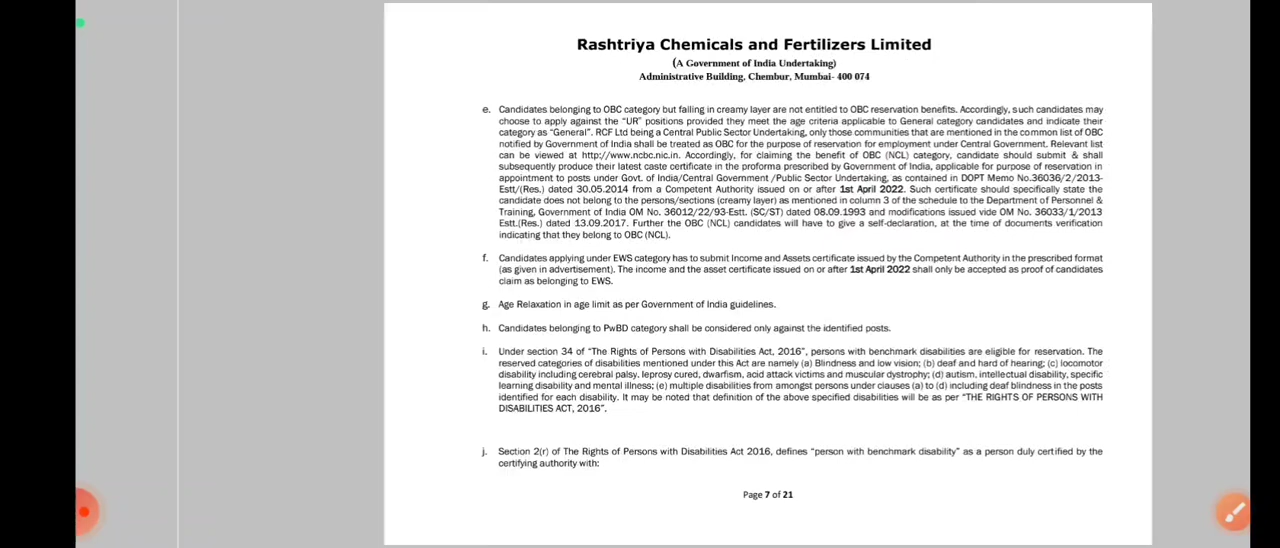 Rashtriya Chemicals and Fertilizers Limited
(A Government of India Undertaking)
Administrative Building, Chembur, Mumbai- 400 074
e. Candidates belonging to OBC category but falling in creamy layer are not entitled to OBC reservation benefits. Accordingly, such candidates may
choose to apply against the “UR” positions provided they meet the age criteria applicable to General category candidates and indicate their
category as “General”. RCF Ltd being a Central Public Sector Undertaking, only those communities that are mentioned in the common list of OBC
notified by Government of India shall be treated as OBC for the purpose of reservation for employment under Central Government. Relevant list
can be viewed at http://www.ncbc.nic.in. Accordingly, for claiming the benefit of OBC (NCL) category, candidate should submit & shall
subsequently produce their latest caste certificate in the proforma prescribed by Government of India, applicable for purpose of reservation in
appointment to posts under Govt. of India/Central Government /Public Sector Undertaking, as contained in DOPT Memo No.36036/2/2013-
Estt/(Res.) dated 30.05.2014 from a Competent Authority issued on or after 1st April 2022. Such certificate should specifically state the
candidate does not belong to the persons/sections (creamy layer) as mentioned in column 3 of the schedule to the Department of Personnel &
Training, Government of India OM No. 36012/22/93-Estt. (SC/ST) dated 08.09.1993 and modifications issued vide OM No. 36033/1/2013
Estt.(Res.) dated 13.09.2017. Further the OBC (NCL) candidates will have to give a self-declaration, at the time of documents verification
indicating that they belong to OBC (NCL).
f. Candidates applying under EWS category has to submit Income and Assets certificate issued by the Competent Authority in the prescribed format
(as given in advertisement). The income and the asset certificate issued on or after 1st April 2022 shall only be accepted as proof of candidates
claim as belonging to EWS.
g. Age Relaxation in age limit as per Government of India guidelines.
h. Candidates belonging to PwBD category shall be considered only against the identified posts.
i. Under section 34 of “The Rights of Persons with Disabilities Act, 2016”, persons with benchmark disabilities are eligible for reservation. The
reserved categories of disabilities mentioned under this Act are namely (a) Blindness and low vision; (b) deaf and hard of hearing; (c) locomotor
disability including cerebral palsy, leprosy cured, dwarfism, acid attack victims and muscular dystrophy; (d) autism, intellectual disability, specific
learning disability and mental illness; (e) multiple disabilities from amongst persons under clauses (a) to (d) including deaf blindness in the posts
identified for each disability. It may be noted that definition of the above specified disabilities will be as per “THE RIGHTS OF PERSONS WITH
DISABILITIES ACT, 2016”.
j. Section 2(r) of The Rights of Persons with Disabilities Act 2016, defines “person with benchmark disability” as a person duly certified by the
certifying authority with:
Page 7 of 21